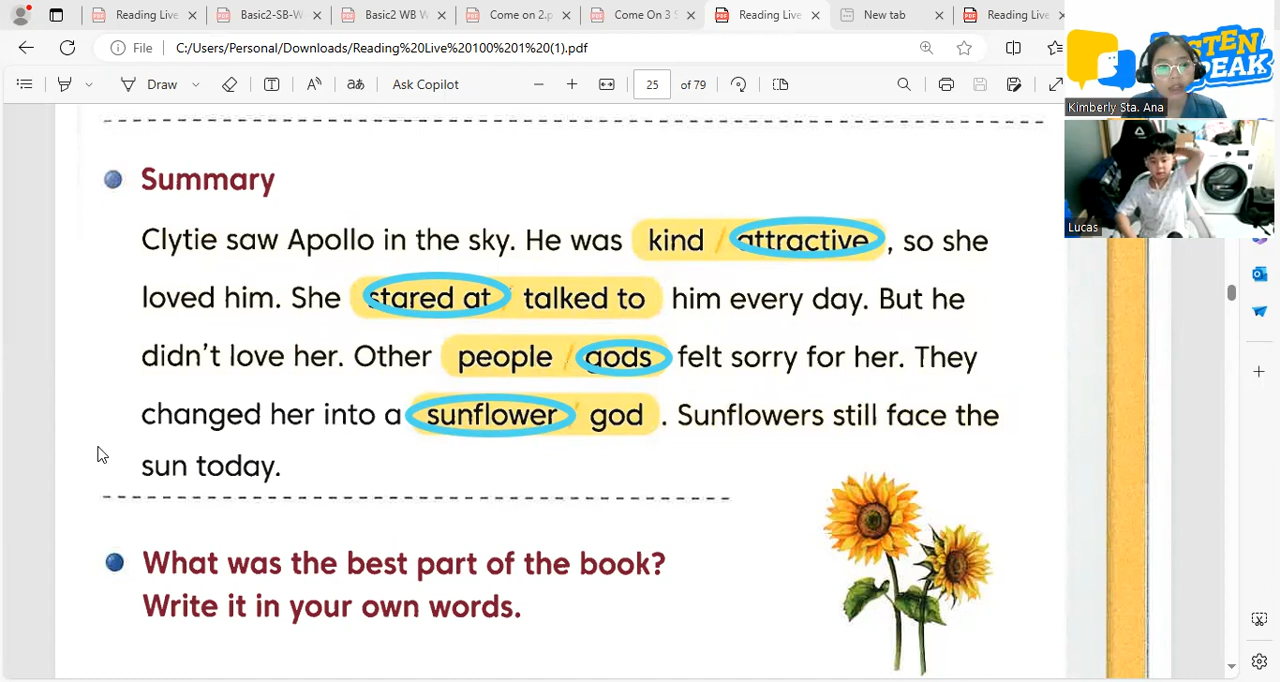 Reading Live
Basic2-SB-W
Basic2 WB W
Come on 2.p
Come On 3 S
Reading Live
New tab
Reading Live
File
C:/Users/Personal/Downloads/Reading%20Live%20100%201%20(1).pdf
Draw
aあ
Ask Copilot
25
of 79
LISTEN
SPEAK
Kimberly Sta. Ana
Lucas
Summary
Clytie saw Apollo in the sky. He was kind / attractive , so she
loved him. She stared at / talked to him every day. But he
didn't love her. Other people / gods felt sorry for her. They
changed her into a sunflower / god . Sunflowers still face the
sun today.
What was the best part of the book?
Write it in your own words.